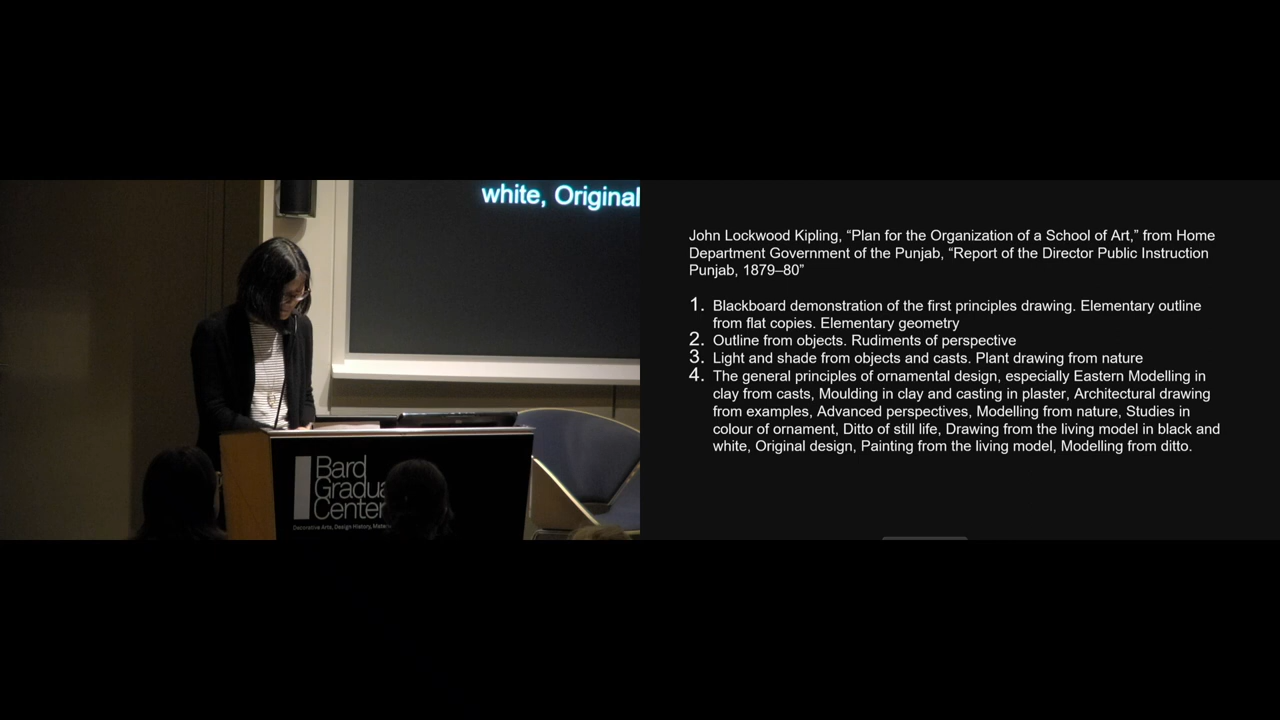 white, Original
Bard
Gradua
Center
Decorative Arts, Design History, Mater
John Lockwood Kipling, “Plan for the Organization of a School of Art,” from Home
Department Government of the Punjab, “Report of the Director Public Instruction
Punjab, 1879–80”
1. Blackboard demonstration of the first principles drawing. Elementary outline
from flat copies. Elementary geometry
2. Outline from objects. Rudiments of perspective
3. Light and shade from objects and casts. Plant drawing from nature
4. The general principles of ornamental design, especially Eastern Modelling in
clay from casts, Moulding in clay and casting in plaster, Architectural drawing
from examples, Advanced perspectives, Modelling from nature, Studies in
colour of ornament, Ditto of still life, Drawing from the living model in black and
white, Original design, Painting from the living model, Modelling from ditto.